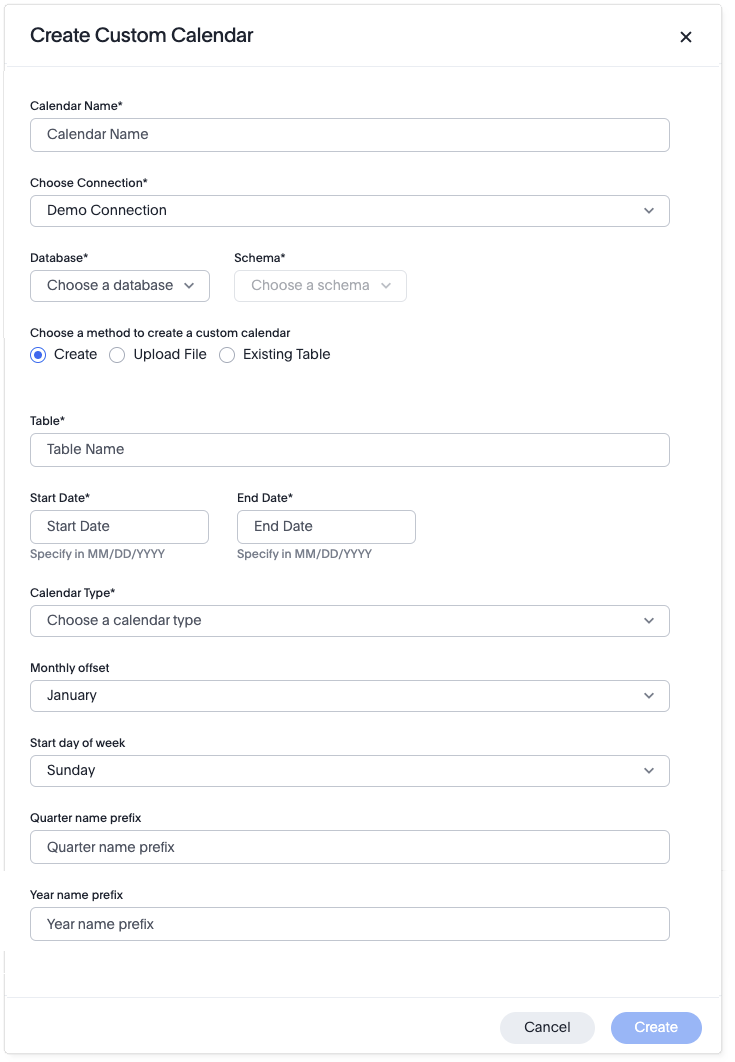 Create Custom Calendar
Calendar Name*
Calendar Name
Choose Connection*
Demo Connection
Database* Schema*
Choose a database Choose a schema
Choose a method to create a custom calendar
Create Upload File Existing Table
Table*
Table Name
Start Date* End Date*
Start Date End Date
Specify in MM/DD/YYYY Specify in MM/DD/YYYY
Calendar Type*
Choose a calendar type
Monthly offset
January
Start day of week
Sunday
Quarter name prefix
Quarter name prefix
Year name prefix
Year name prefix
Cancel Create